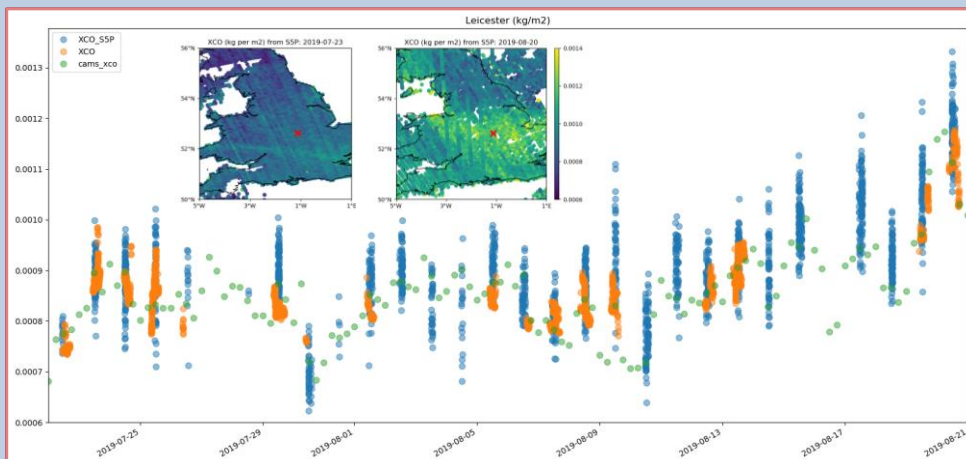 Leicester (kg/m2)
XCO_S5P
XCO
cams_xco
XCO (kg per m2) from S5P: 2019-07-23
XCO (kg per m2) from S5P: 2019-08-20
56°N
54°N
52°N
50°N
5°W
3°W
1°W
1°E
56°N
54°N
52°N
50°N
5°W
3°W
1°W
1°E
0.0014
0.0012
0.0010
0.0008
0.0013
0.0012
0.0011
0.0010
0.0009
0.0008
0.0007
0.0006
2019-07-25
2019-07-29
2019-08-01
2019-08-05
2019-08-09
2019-08-13
2019-08-17
2019-08-21